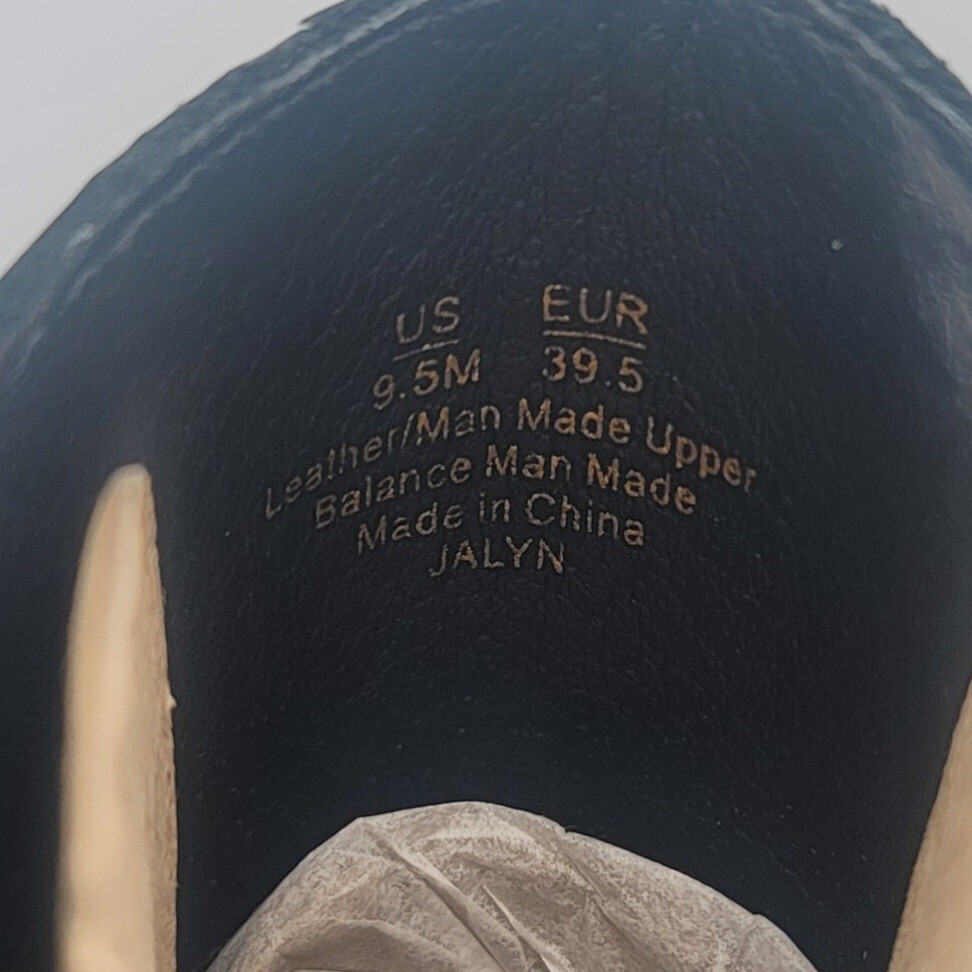 US EUR
9.5M 39.5
Leather/Man Made Upper
Balance Man Made
Made in China
JALYN